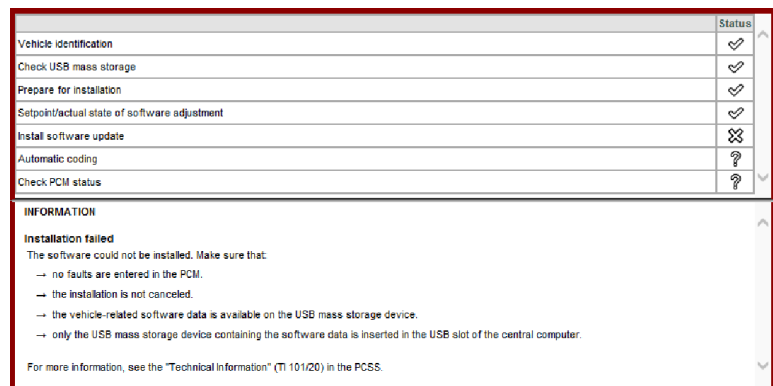 Status
Vehicle identification
Check USB mass storage
Prepare for installation
Setpoint/actual state of software adjustment
Install software update
Automatic coding
Check PCM status
INFORMATION
Installation failed
The software could not be installed. Make sure that:
→ no faults are entered in the PCM.
→ the installation is not canceled.
→ the vehicle-related software data is available on the USB mass storage device.
→ only the USB mass storage device containing the software data is inserted in the USB slot of the central computer.
For more information, see the "Technical Information" (TI 101/20) in the PCSS.